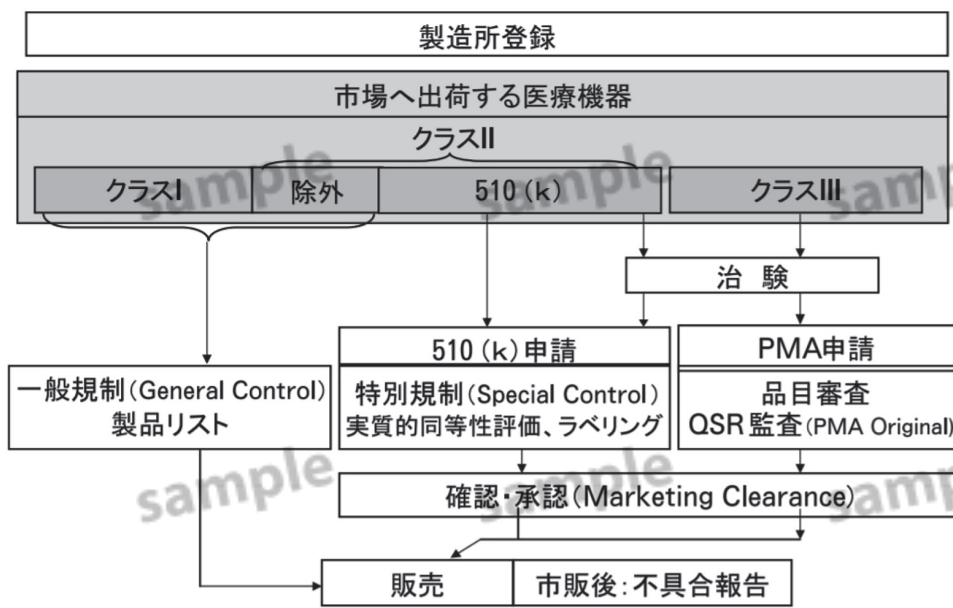 製造所登録
市場へ出荷する医療機器
クラスII
クラスI
除外
510（k）
クラスIII
治 験
510（k）申請
PMA申請
一般規制（General Control）
製品リスト
特別規制（Special Control）
実質的同等性評価、ラベリング
品目審査
QSR監査（PMA Original）
確認・承認（Marketing Clearance）
販売
市販後：不具合報告
sample
sample
sample
sample
sample